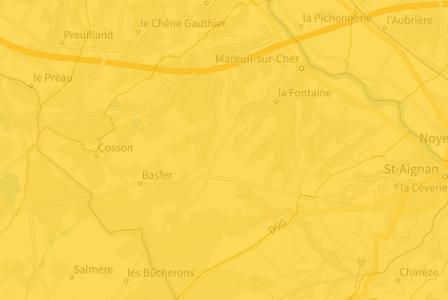 la Pichonnerie
l'Aubrière
le Chêne Gauthier
Preuilland
Mareuil-sur-Cher
le Préau
la Fontaine
Noye
Cosson
St-Aignan
Basfer
la Céverie
D90
Salmère
les Bûcherons
Charèze